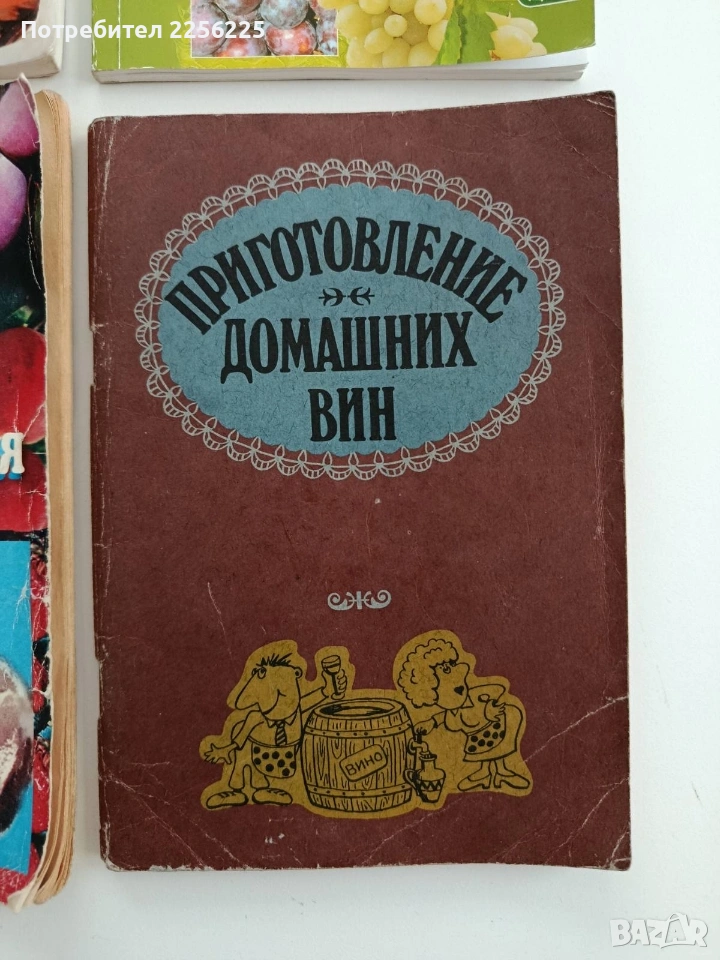 Потребител 2256225
ПРИГОТОВЛЕНИЕ
ДОМАШНИХ
ВИН
Я
ВИНО
BAZAR